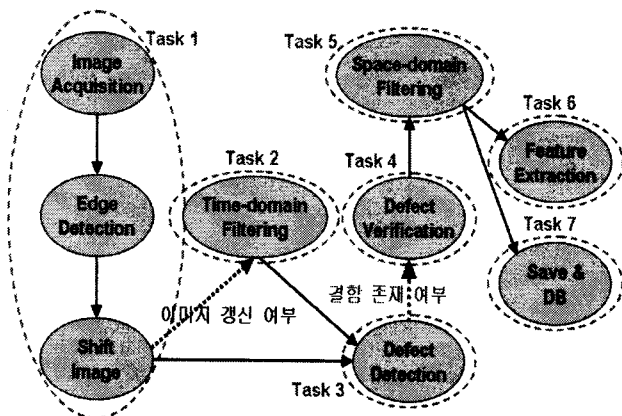 Task 1
Image
Acquisition
Edge
Detection
Shift
Image
Task 2
Time-domain
Filtering
이미지 갱신 여부
Task 3
Defect
Detection
결함 존재 여부
Task 4
Defect
Verification
Task 5
Space-domain
Filtering
Task 6
Feature
Extraction
Task 7
Save &
DB